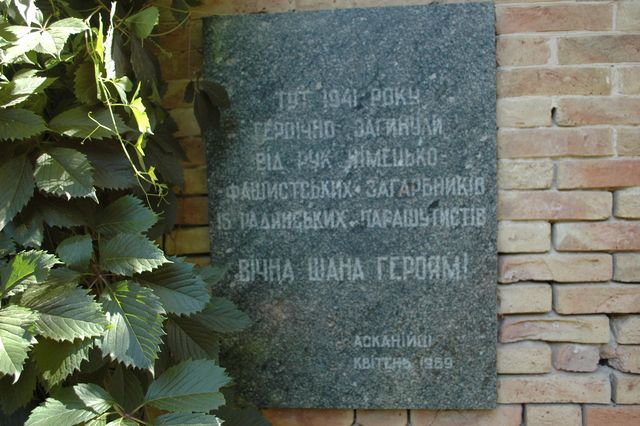 ТУТ 1941 РОКУ
ГЕРОЇЧНО ЗАГИНУЛИ
ВІД РУК НІМЕЦЬКО-
ФАШИСТСЬКИХ ЗАГАРБНИКІВ
15 РАДЯНСЬКИХ ПАРАШУТИСТІВ
ВІЧНА ШАНА ГЕРОЯМ!
АСКАНІЙЦІ
КВІТЕНЬ 1969